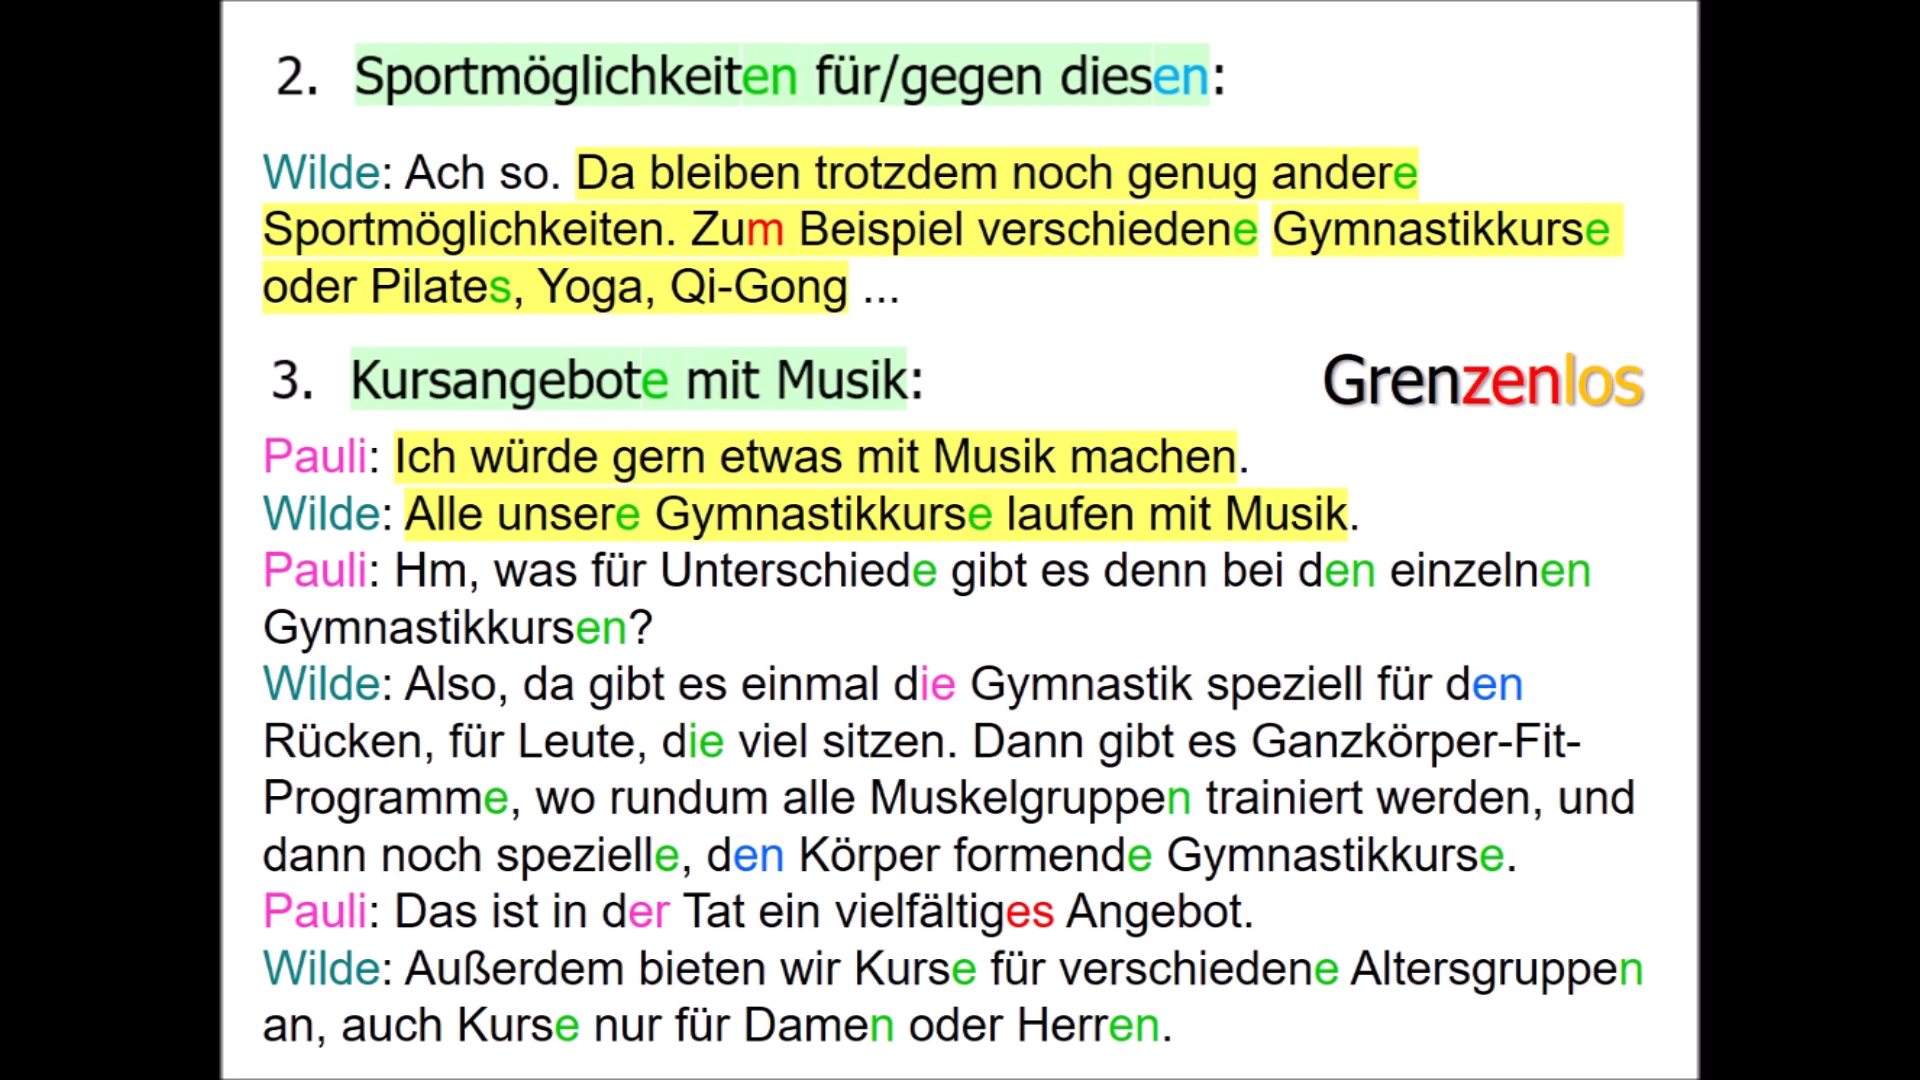 2. Sportmöglichkeiten für/gegen diesen:
Wilde: Ach so. Da bleiben trotzdem noch genug andere
Sportmöglichkeiten. Zum Beispiel verschiedene Gymnastikkurse
oder Pilates, Yoga, Qi-Gong ...
3. Kursangebote mit Musik:
Grenzenlos
Pauli: Ich würde gern etwas mit Musik machen.
Wilde: Alle unsere Gymnastikkurse laufen mit Musik.
Pauli: Hm, was für Unterschiede gibt es denn bei den einzelnen
Gymnastikkursen?
Wilde: Also, da gibt es einmal die Gymnastik speziell für den
Rücken, für Leute, die viel sitzen. Dann gibt es Ganzkörper-Fit-
Programme, wo rundum alle Muskelgruppen trainiert werden, und
dann noch spezielle, den Körper formende Gymnastikkurse.
Pauli: Das ist in der Tat ein vielfältiges Angebot.
Wilde: Außerdem bieten wir Kurse für verschiedene Altersgruppen
an, auch Kurse nur für Damen oder Herren.